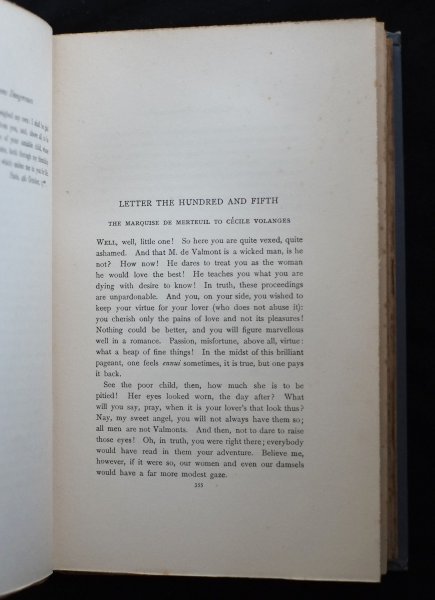 Dangereuses
LETTER THE HUNDRED AND FIFTH
THE MARQUISE DE MERTEUIL TO CÉCILE VOLANGES
WELL, well, little one! So here you are quite vexed, quite
ashamed. And that M. de Valmont is a wicked man, is he
not? How now! He dares to treat you as the woman
he would love the best! He teaches you what you are
dying with desire to know! In truth, these proceedings
are unpardonable. And you, on your side, you wished to
keep your virtue for your lover (who does not abuse it):
you cherish only the pains of love and not its pleasures!
Nothing could be better, and you will figure marvellous
well in a romance. Passion, misfortune, above all, virtue:
what a heap of fine things! In the midst of this brilliant
pageant, one feels ennui sometimes, it is true, but one pays
it back.
See the poor child, then, how much she is to be
pitied! Her eyes looked worn, the day after? What
will you say, pray, when it is your lover's that look thus?
Nay, my sweet angel, you will not always have them so;
all men are not Valmonts. And then, not to dare to raise
those eyes! Oh, in truth, you were right there; everybody
would have read in them your adventure. Believe me,
however, if it were so, our women and even our damsels
would have a far more modest gaze.
355